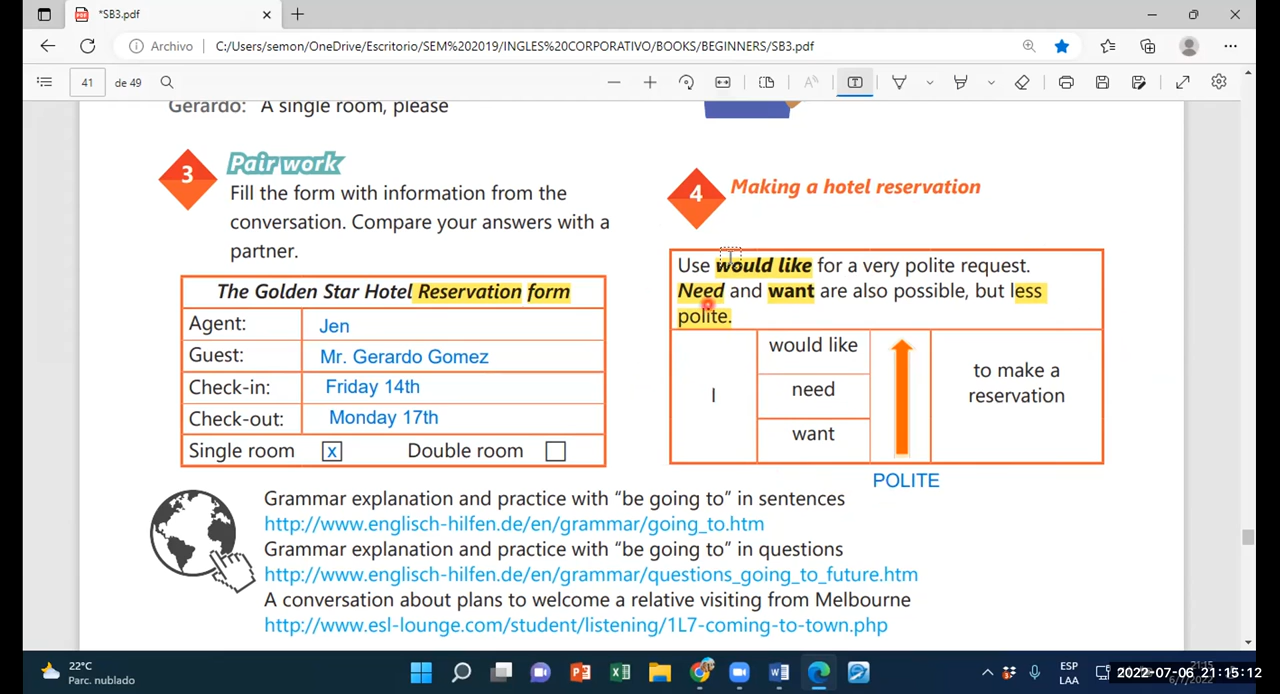 *SB3.pdf
Archivo
C:/Users/semon/OneDrive/Escritorio/SEM%202019/INGLES%20CORPORATIVO/BOOKS/BEGINNERS/SB3.pdf
41 de 49
Gerardo: A single room, please
3
Pair work
Fill the form with information from the
conversation. Compare your answers with a
partner.
The Golden Star Hotel Reservation form
Agent: Jen
Guest: Mr. Gerardo Gomez
Check-in: Friday 14th
Check-out: Monday 17th
Single room x Double room
4
Making a hotel reservation
Use would like for a very polite request.
Need and want are also possible, but less
polite.
I
would like
need
want
to make a
reservation
POLITE
Grammar explanation and practice with “be going to” in sentences
http://www.englisch-hilfen.de/en/grammar/going_to.htm
Grammar explanation and practice with “be going to” in questions
http://www.englisch-hilfen.de/en/grammar/questions_going_to_future.htm
A conversation about plans to welcome a relative visiting from Melbourne
http://www.esl-lounge.com/student/listening/1L7-coming-to-town.php
22°C
Parc. nublado
ESP
LAA
2022-07-06 21:15:12